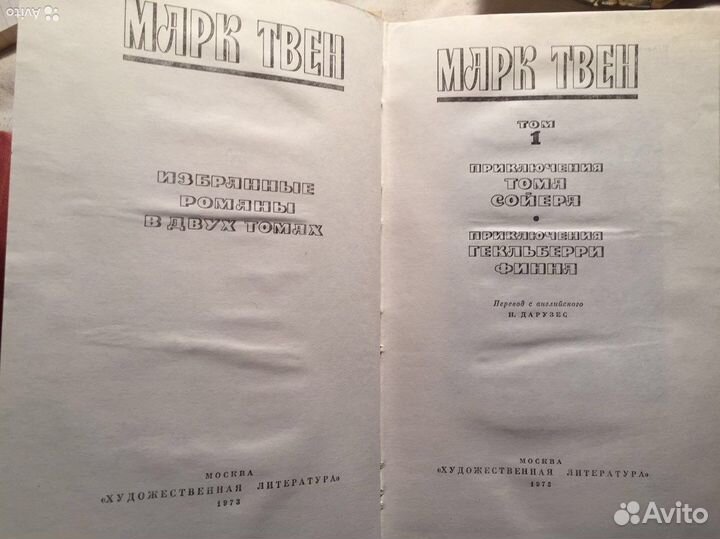 Avito
МАРК ТВЕН
ИЗБРАННЫЕ
РОМАНЫ
В ДВУХ ТОМАХ
МОСКВА
«ХУДОЖЕСТВЕННАЯ ЛИТЕРАТУРА»
1973
МАРК ТВЕН
ТОМ
1
ПРИКЛЮЧЕНИЯ
ТОМА
СОЙЕРА
•
ПРИКЛЮЧЕНИЯ
ГЕКЛЬБЕРРИ
ФИННА
Перевод с английского
Н. ДАРУЗЕС
МОСКВА
«ХУДОЖЕСТВЕННАЯ ЛИТЕРАТУРА»
1973
Avito